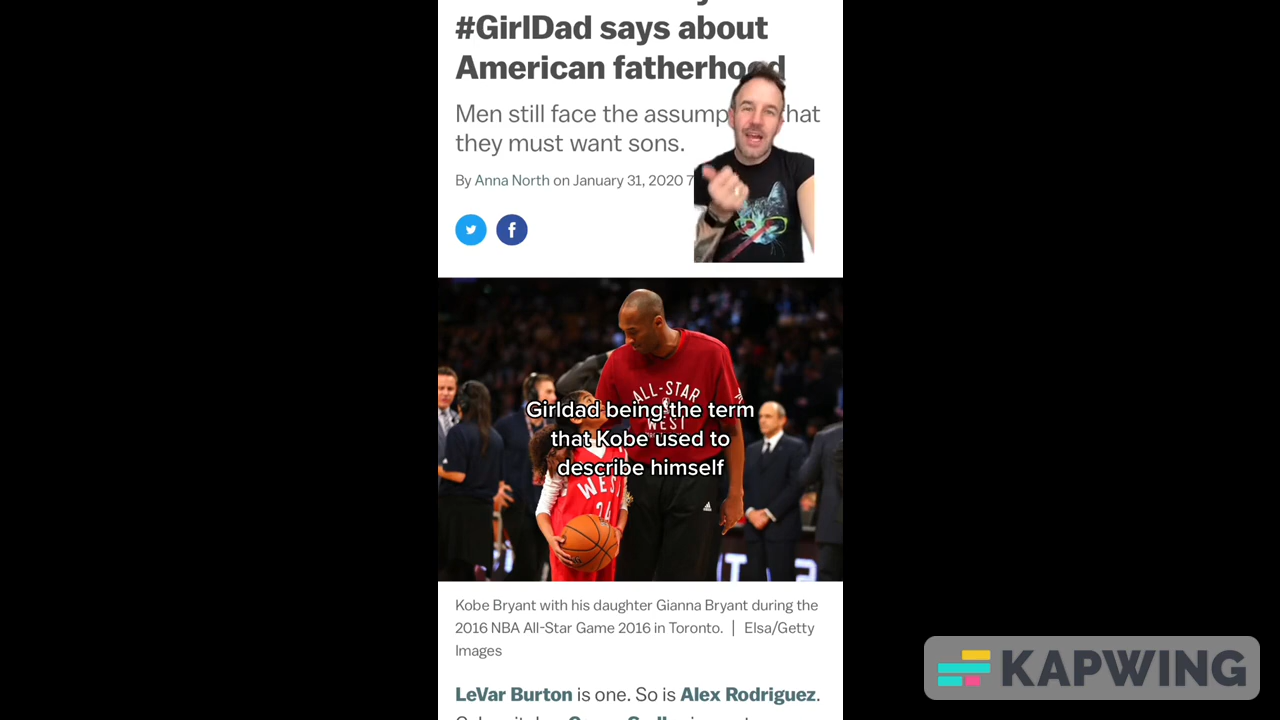 #GirlDad says about
American fatherhood
Men still face the assump that
they must want sons.
By Anna North on January 31, 2020 7
ALL-STAR
WEST
Girldad being the term
that Kobe used to
describe himself
WES
24
Kobe Bryant with his daughter Gianna Bryant during the
2016 NBA All-Star Game 2016 in Toronto. | Elsa/Getty
Images
LeVar Burton is one. So is Alex Rodriguez.
KAPWING